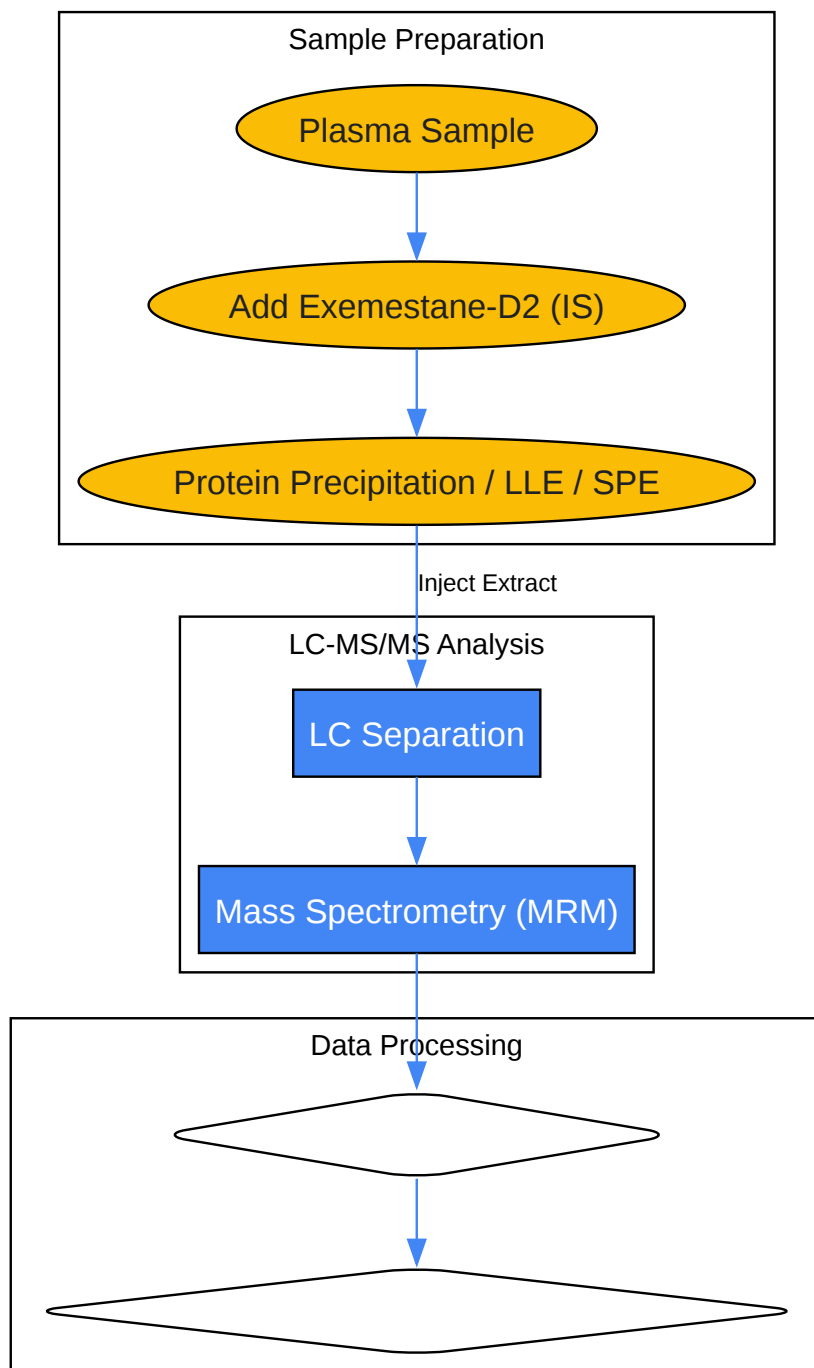 Sample Preparation
Plasma Sample
Add Exemestane-D2 (IS)
Protein Precipitation / LLE / SPE
Inject Extract
LC-MS/MS Analysis
LC Separation
Mass Spectrometry (MRM)
Data Processing